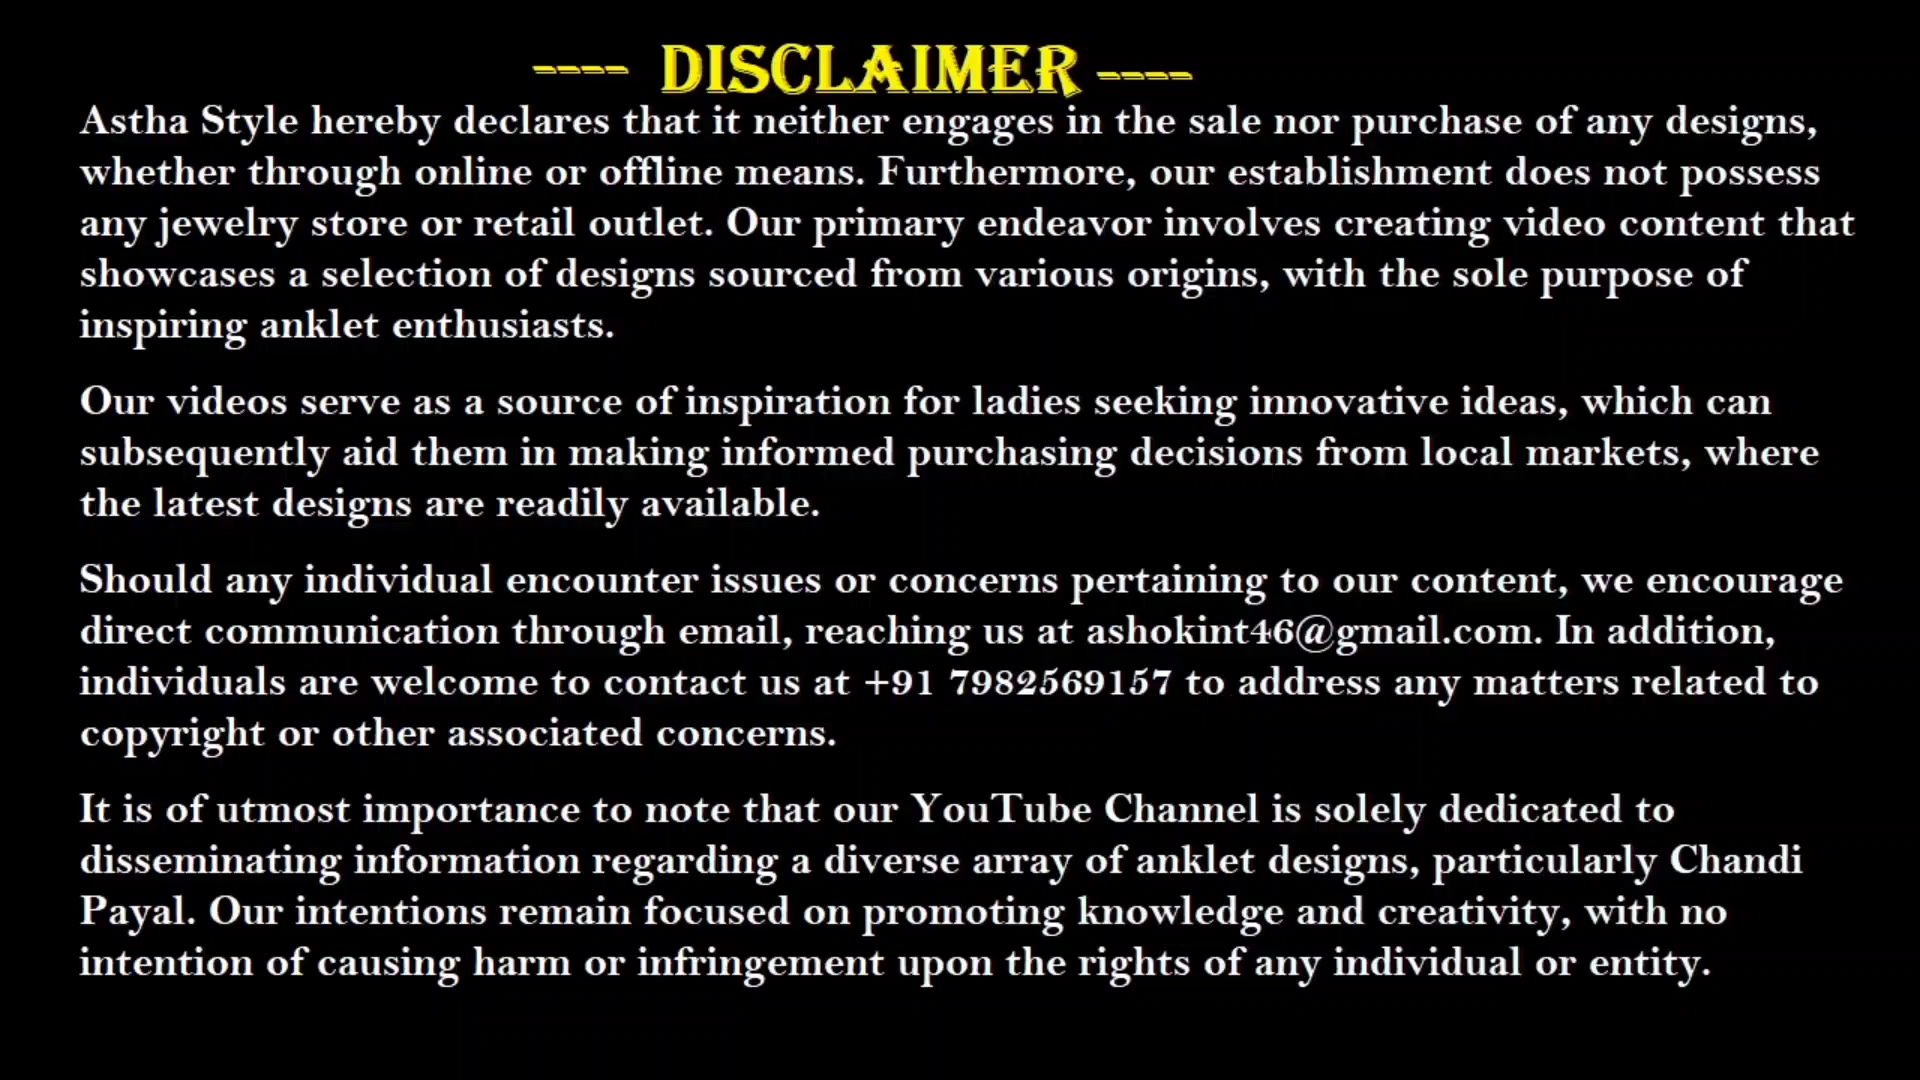 ---- DISCLAIMER ----
Astha Style hereby declares that it neither engages in the sale nor purchase of any designs,
whether through online or offline means. Furthermore, our establishment does not possess
any jewelry store or retail outlet. Our primary endeavor involves creating video content that
showcases a selection of designs sourced from various origins, with the sole purpose of
inspiring anklet enthusiasts.
Our videos serve as a source of inspiration for ladies seeking innovative ideas, which can
subsequently aid them in making informed purchasing decisions from local markets, where
the latest designs are readily available.
Should any individual encounter issues or concerns pertaining to our content, we encourage
direct communication through email, reaching us at ashokint46@gmail.com. In addition,
individuals are welcome to contact us at +91 7982569157 to address any matters related to
copyright or other associated concerns.
It is of utmost importance to note that our YouTube Channel is solely dedicated to
disseminating information regarding a diverse array of anklet designs, particularly Chandi
Payal. Our intentions remain focused on promoting knowledge and creativity, with no
intention of causing harm or infringement upon the rights of any individual or entity.